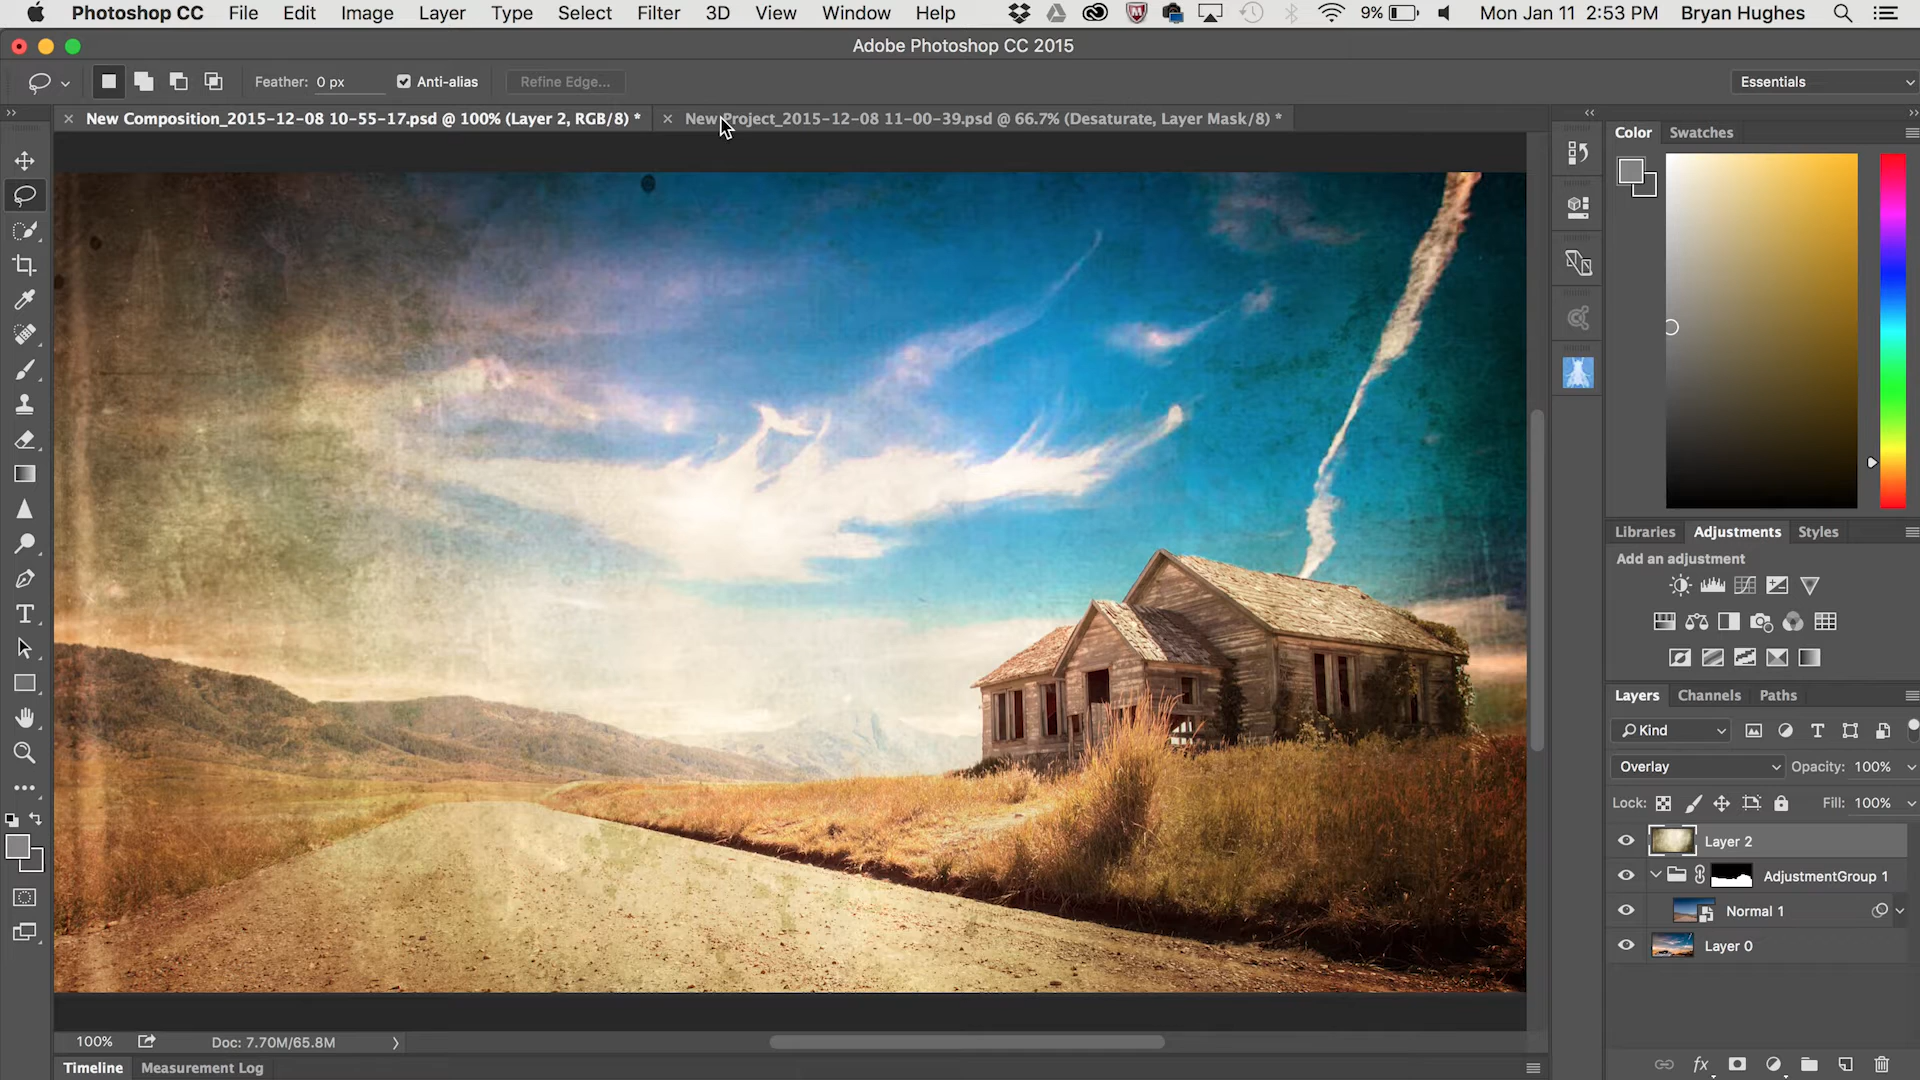 Photoshop CC File Edit Image Layer Type Select Filter 3D View Window Help 9% Mon Jan 11 2:53 PM Bryan Hughes
Adobe Photoshop CC 2015
Feather: 0 px Anti-alias Refine Edge... Essentials
New Composition_2015-12-08 10-55-17.psd @ 100% (Layer 2, RGB/8) * New Project_2015-12-08 11-00-39.psd @ 66.7% (Desaturate, Layer Mask/8) *
Color Swatches
Libraries Adjustments Styles
Add an adjustment
Layers Channels Paths
Kind
Overlay Opacity: 100%
Lock: Fill: 100%
Layer 2
AdjustmentGroup 1
Normal 1
Layer 0
100% Doc: 7.70M/65.8M
Timeline Measurement Log